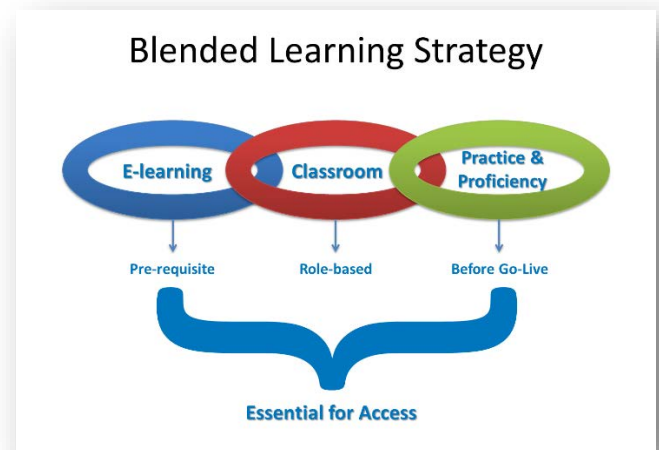 Blended Learning Strategy
E-learning
Classroom
Practice &
Proficiency
Pre-requisite
Role-based
Before Go-Live
Essential for Access